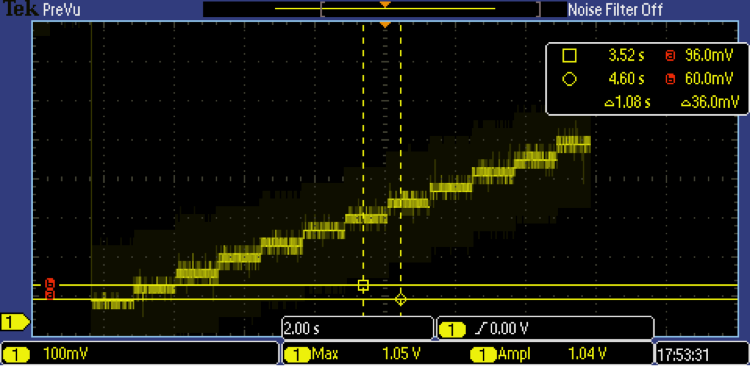 Tek PreVu
Noise Filter Off
3.52 s a 96.0mV
4.60 s b 60.0mV
△1.08 s △36.0mV
b
a
1
2.00 s
1 0.00 V
1 100mV
1 Max 1.05 V
1 Ampl 1.04 V
17:53:31